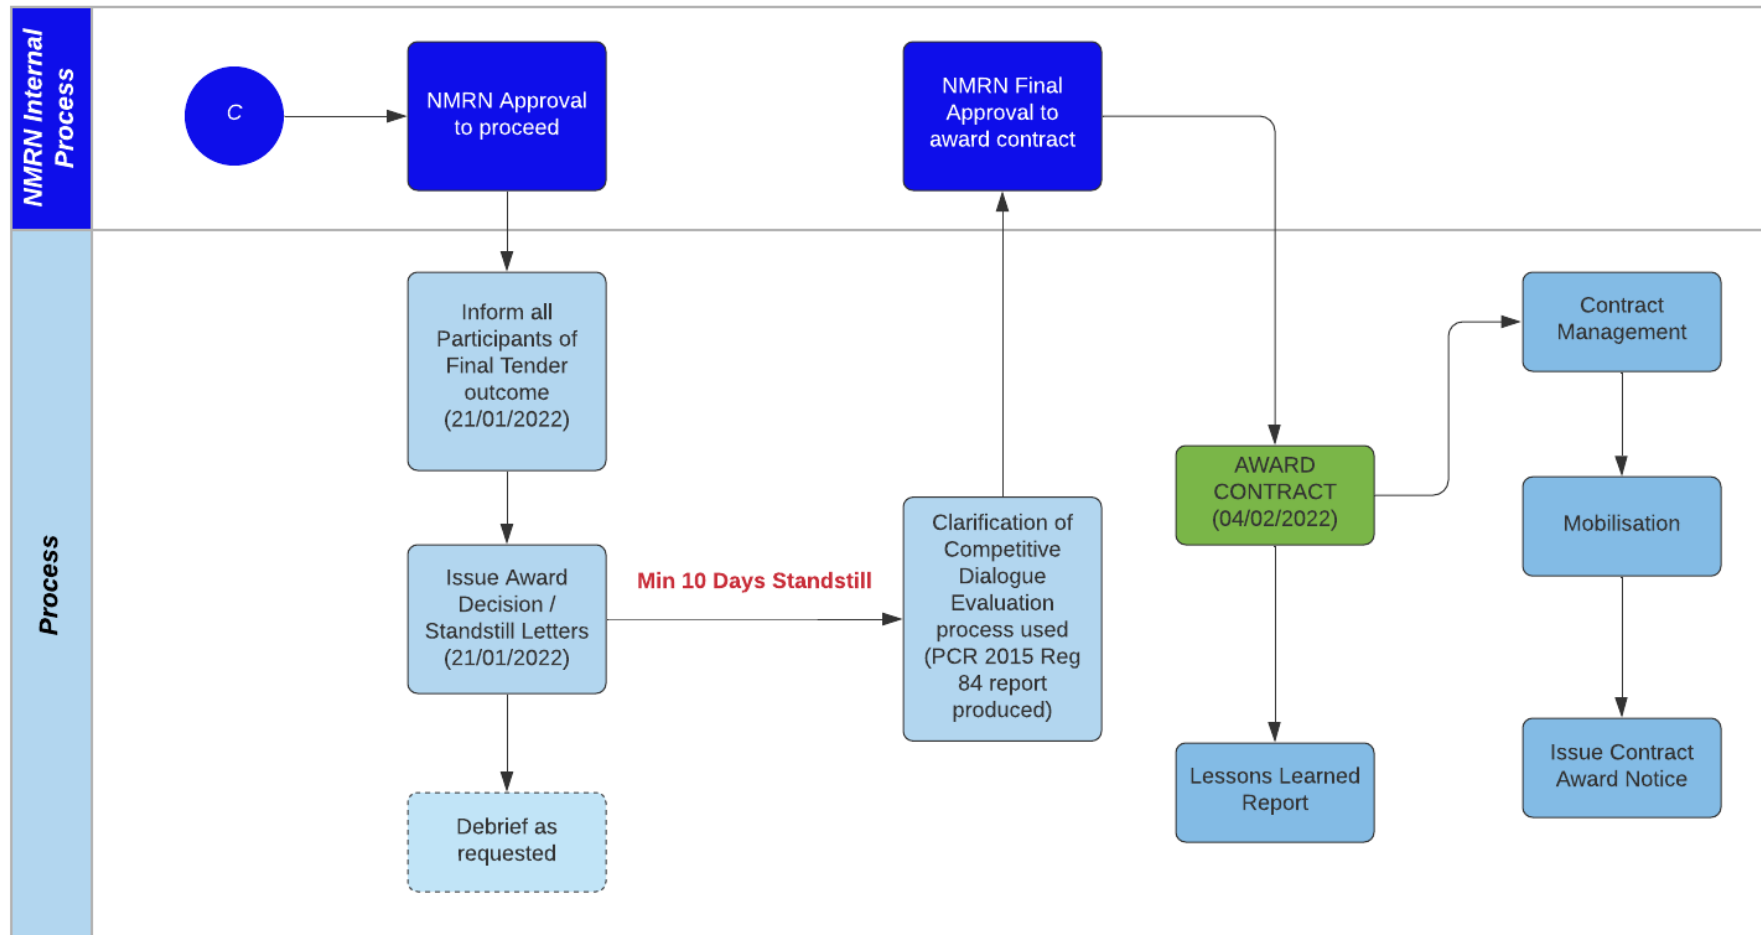 NMRN Internal
Process
C
NMRN Approval
to proceed
NMRN Final
Approval to
award contract
Process
Inform all
Participants of
Final Tender
outcome
(21/01/2022)
Issue Award
Decision /
Standstill Letters
(21/01/2022)
Debrief as
requested
Min 10 Days Standstill
Clarification of
Competitive
Dialogue
Evaluation
process used
(PCR 2015 Reg
84 report
produced)
AWARD
CONTRACT
(04/02/2022)
Lessons Learned
Report
Contract
Management
Mobilisation
Issue Contract
Award Notice